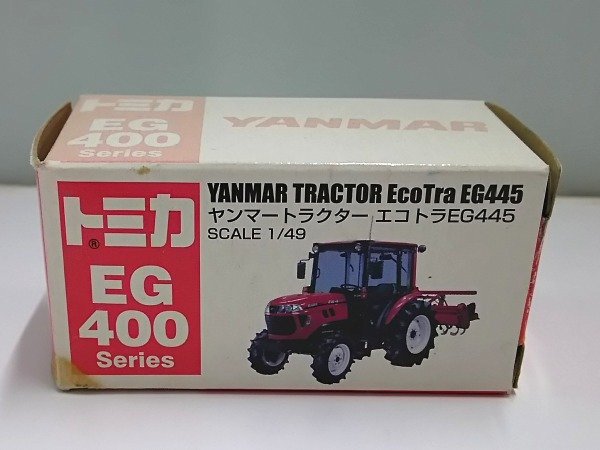 トミカ
EG
400
Series
YANMAR
トミカ®
EG
400
Series
YANMAR TRACTOR EcoTra EG445
ヤンマートラクター エコトラEG445
SCALE 1/49